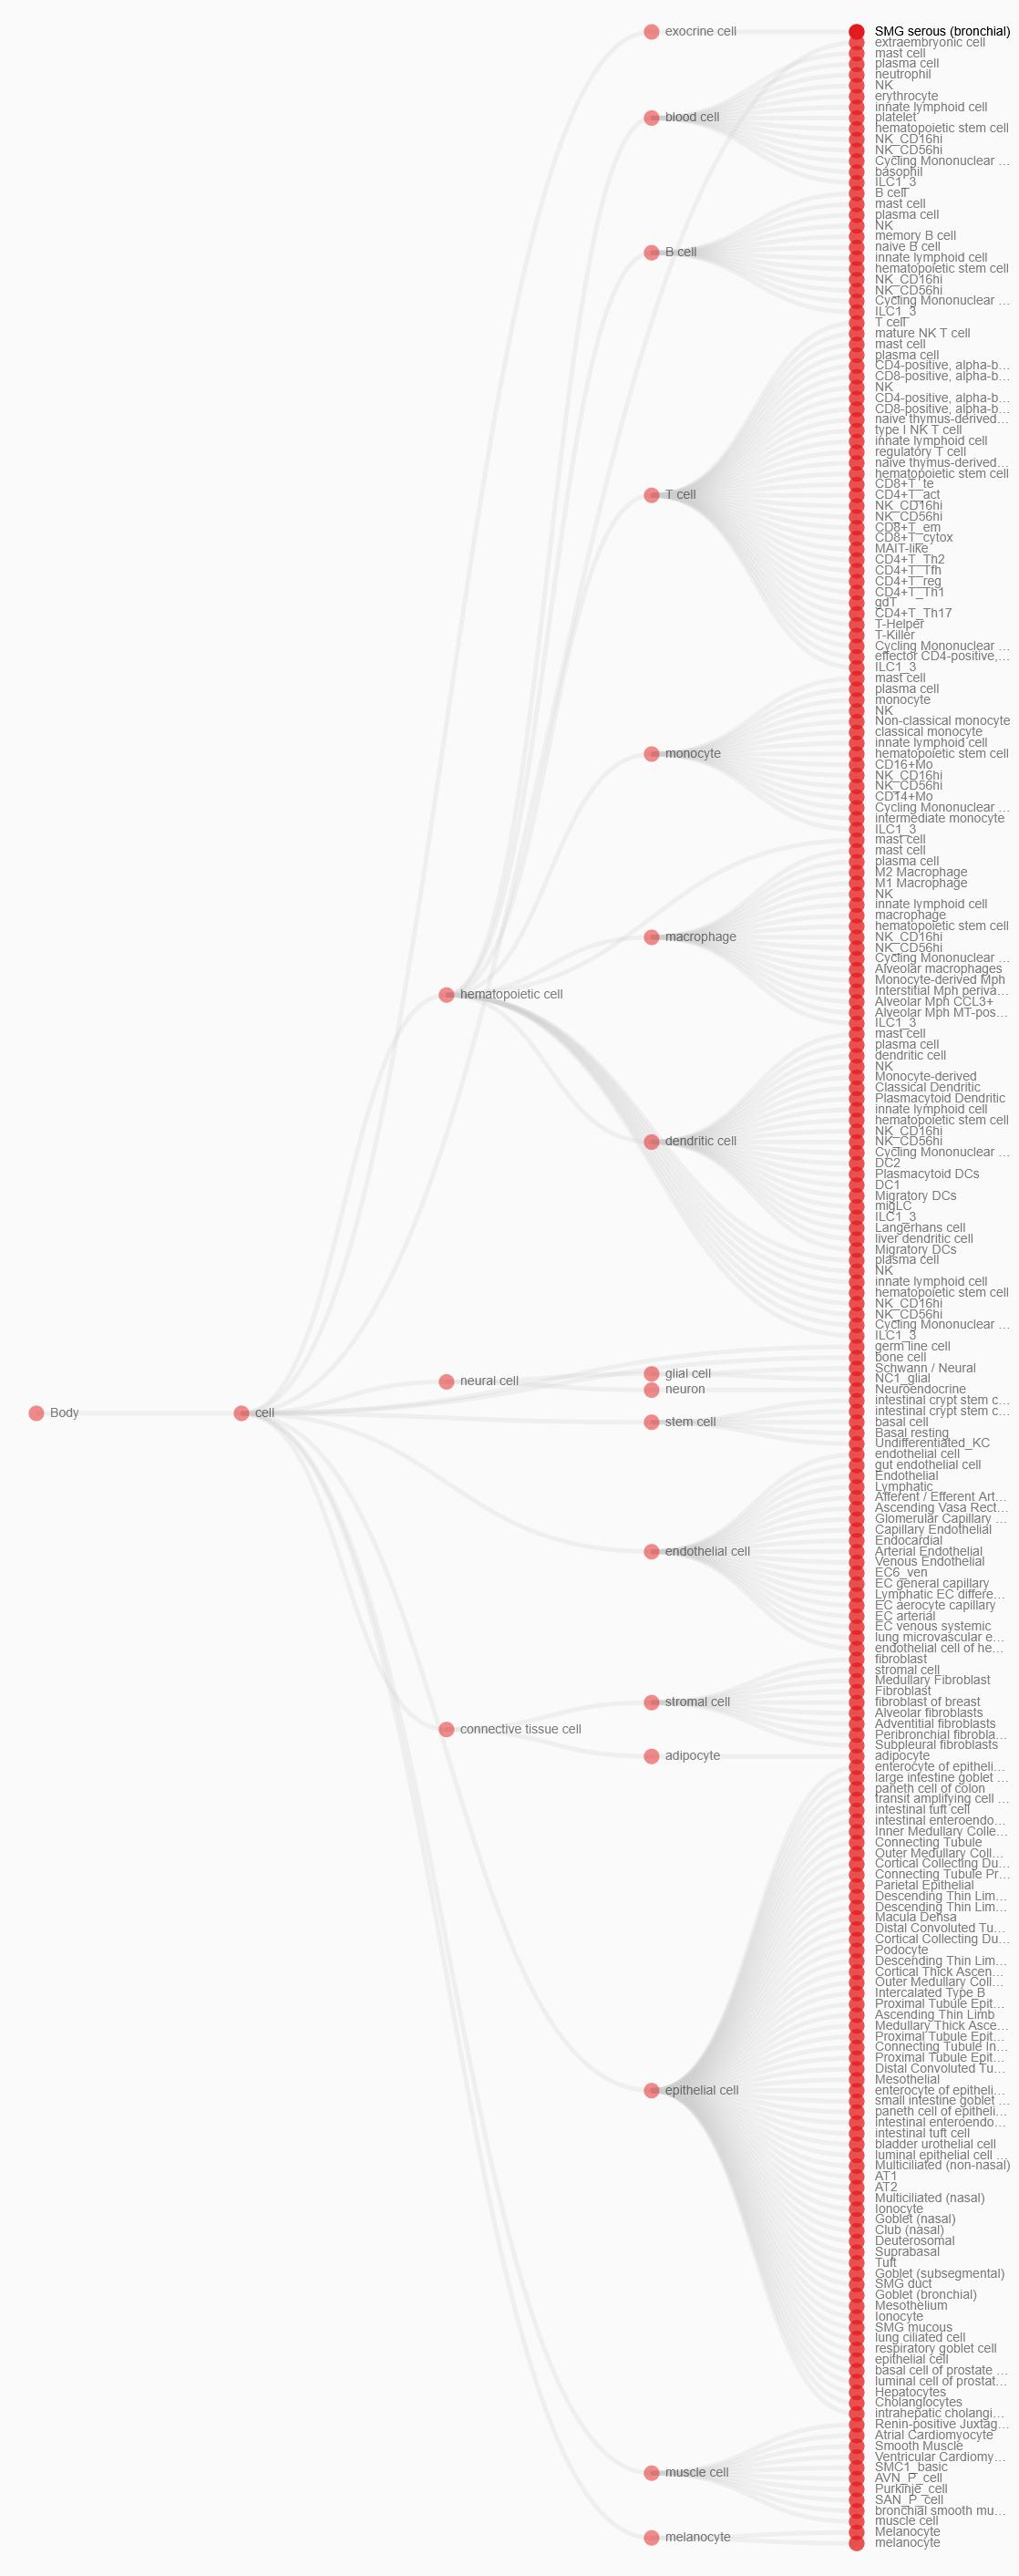 exocrine cell
SMG serous (bronchial)
extraembryonic cell
mast cell
plasma cell
neutrophil
NK
erythrocyte
innate lymphoid cell
blood cell
platelet
hematopoietic stem cell
NK_CD16hi
NK_CD56hi
Cycling Mononuclear ...
basophil
ILC1_3
B cell
mast cell
plasma cell
NK
memory B cell
naive B cell
B cell
innate lymphoid cell
hematopoietic stem cell
NK_CD16hi
NK_CD56hi
Cycling Mononuclear ...
ILC1_3
T cell
mature NK T cell
mast cell
plasma cell
CD4-positive, alpha-b...
CD8-positive, alpha-b...
NK
CD4-positive, alpha-b...
CD8-positive, alpha-b...
naive thymus-derived...
type I NK T cell
innate lymphoid cell
regulatory T cell
naive thymus-derived...
hematopoietic stem cell
CD8+T_te
T cell
CD4+T_act
NK_CD16hi
NK_CD56hi
CD8+T_em
CD8+T_cytox
MAIT-like
CD4+T_Th2
CD4+T_Tfh
CD4+T_reg
CD4+T_Th1
gdT
CD4+T_Th17
T-Helper
T-Killer
Cycling Mononuclear ...
effector CD4-positive,...
ILC1_3
mast cell
plasma cell
monocyte
NK
Non-classical monocyte
classical monocyte
innate lymphoid cell
monocyte
hematopoietic stem cell
CD16+Mo
NK_CD16hi
NK_CD56hi
CD14+Mo
Cycling Mononuclear ...
intermediate monocyte
ILC1_3
mast cell
mast cell
plasma cell
M2 Macrophage
M1 Macrophage
NK
innate lymphoid cell
macrophage
hematopoietic stem cell
macrophage
NK_CD16hi
NK_CD56hi
Cycling Mononuclear ...
Alveolar macrophages
Monocyte-derived Mph
Interstitial Mph periva...
hematopoietic cell
Alveolar Mph CCL3+
Alveolar Mph MT-pos...
ILC1_3
mast cell
plasma cell
dendritic cell
NK
Monocyte-derived
Classical Dendritic
Plasmacytoid Dendritic
innate lymphoid cell
hematopoietic stem cell
NK_CD16hi
dendritic cell
NK_CD56hi
Cycling Mononuclear ...
DC2
Plasmacytoid DCs
DC1
Migratory DCs
migLC
ILC1_3
Langerhans cell
liver dendritic cell
Migratory DCs
plasma cell
NK
innate lymphoid cell
hematopoietic stem cell
NK_CD16hi
NK_CD56hi
Cycling Mononuclear ...
ILC1_3
germ line cell
bone cell
Schwann / Neural
glial cell
NC1_glial
neural cell
neuron
Neuroendocrine
intestinal crypt stem c...
Body
cell
intestinal crypt stem c...
stem cell
basal cell
Basal resting
Undifferentiated_KC
endothelial cell
gut endothelial cell
Endothelial
Lymphatic
Afferent / Efferent Art...
Ascending Vasa Rect...
Glomerular Capillary ...
Capillary Endothelial
Endocardial
endothelial cell
Arterial Endothelial
Venous Endothelial
EC6_ven
EC general capillary
Lymphatic EC differe...
EC aerocyte capillary
EC arterial
EC venous systemic
lung microvascular e...
endothelial cell of he...
fibroblast
stromal cell
Medullary Fibroblast
Fibroblast
stromal cell
fibroblast of breast
Alveolar fibroblasts
Adventitial fibroblasts
connective tissue cell
Peribronchial fibrobla...
Subpleural fibroblasts
adipocyte
adipocyte
enterocyte of epitheli...
large intestine goblet ...
paneth cell of colon
transit amplifying cell ...
intestinal tuft cell
intestinal enteroendo...
Inner Medullary Colle...
Connecting Tubule
Outer Medullary Coll...
Cortical Collecting Du...
Connecting Tubule Pr...
Parietal Epithelial
Descending Thin Lim...
Descending Thin Lim...
Macula Densa
Distal Convoluted Tu...
Cortical Collecting Du...
Podocyte
Descending Thin Lim...
Cortical Thick Ascen...
Outer Medullary Coll...
Intercalated Type B
Proximal Tubule Epit...
Ascending Thin Limb
Medullary Thick Asce...
Proximal Tubule Epit...
Connecting Tubule In...
Proximal Tubule Epit...
Distal Convoluted Tu...
Mesothelial
epithelial cell
enterocyte of epitheli...
small intestine goblet ...
paneth cell of epitheli...
intestinal enteroendo...
intestinal tuft cell
bladder urothelial cell
luminal epithelial cell ...
Multiciliated (non-nasal)
AT1
AT2
Multiciliated (nasal)
Ionocyte
Goblet (nasal)
Club (nasal)
Deuterosomal
Suprabasal
Tuft
Goblet (subsegmental)
SMG duct
Goblet (bronchial)
Mesothelium
Ionocyte
SMG mucous
lung ciliated cell
respiratory goblet cell
epithelial cell
basal cell of prostate ...
luminal cell of prostat...
Hepatocytes
Cholangiocytes
intrahepatic cholangi...
Renin-positive Juxtag...
Atrial Cardiomyocyte
Smooth Muscle
Ventricular Cardiomy...
SMC1_basic
muscle cell
AVN_P_cell
Purkinje_cell
SAN_P_cell
bronchial smooth mu...
muscle cell
Melanocyte
melanocyte
melanocyte